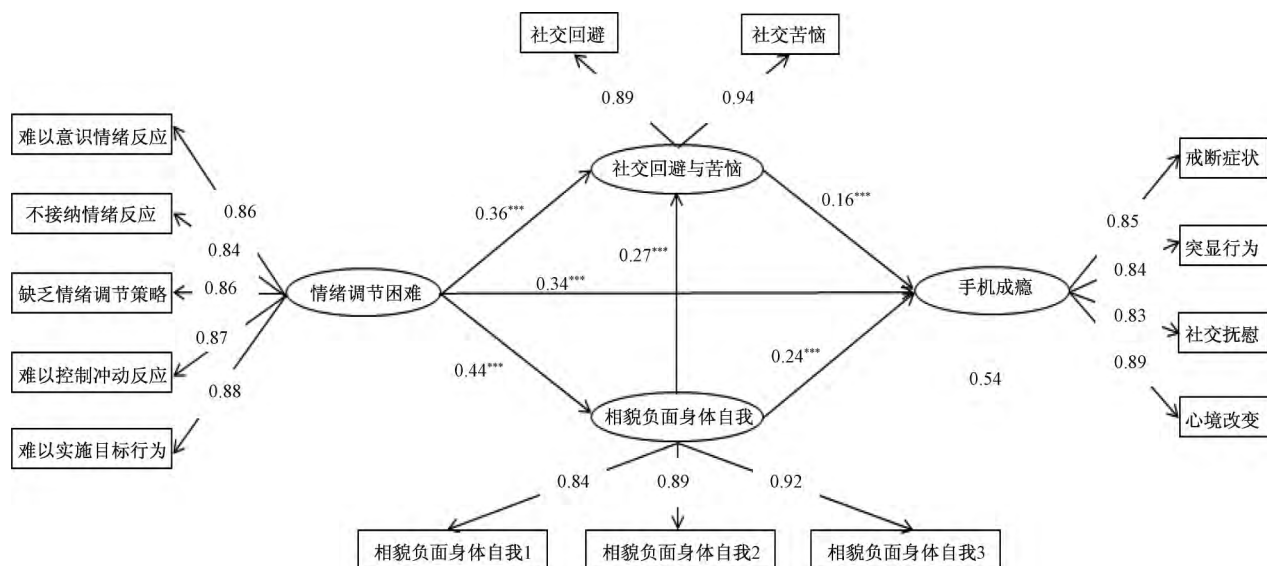 社交回避
社交苦恼
0.89
0.94
难以意识情绪反应
戒断症状
社交回避与苦恼
0.86
0.36***
0.16***
0.85
不接纳情绪反应
突显行为
0.84
0.27***
0.84
缺乏情绪调节策略
0.86
情绪调节困难
0.34***
手机成瘾
0.83
社交抚慰
0.87
难以控制冲动反应
0.44***
0.24***
0.89
0.54
0.88
相貌负面身体自我
心境改变
难以实施目标行为
0.84
0.89
0.92
相貌负面身体自我1
相貌负面身体自我2
相貌负面身体自我3